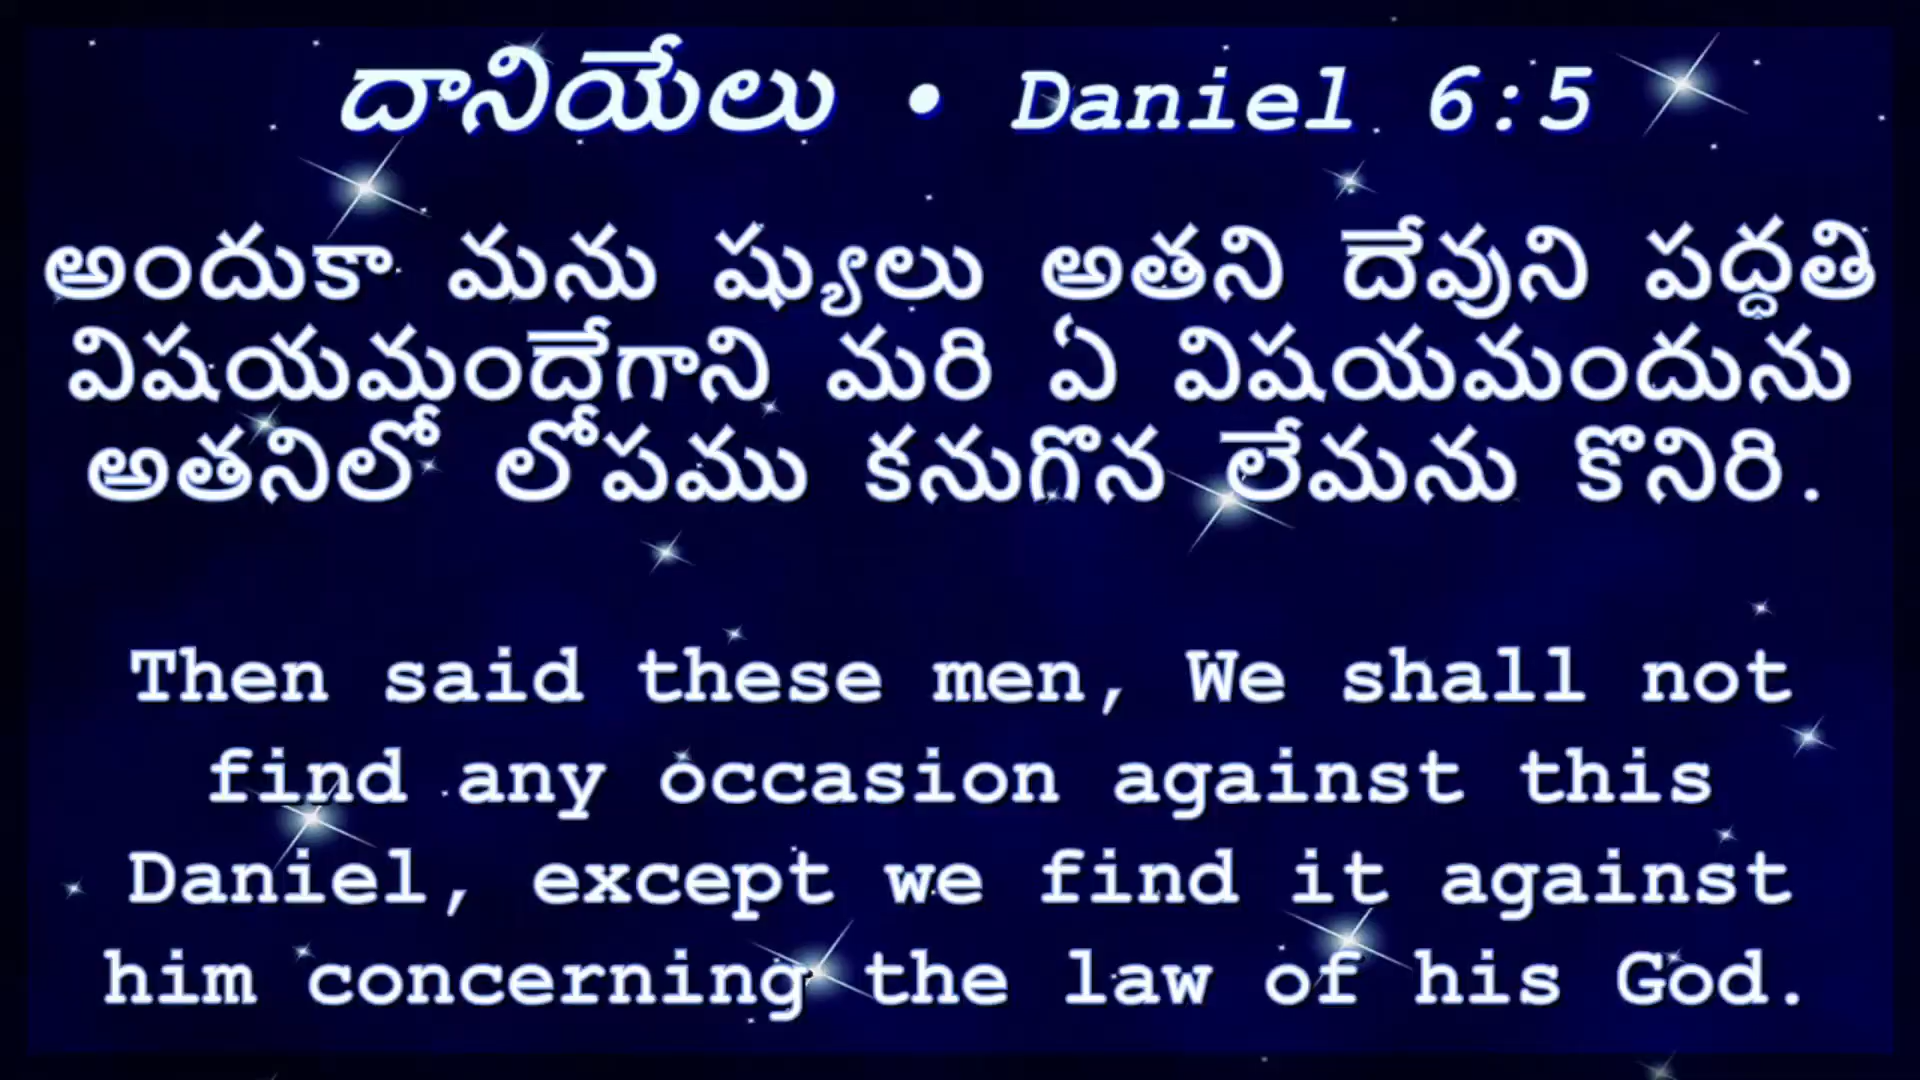 దానియేలు • Daniel 6:5
అందుకా మను ష్యులు అతని దేవుని పద్ధతి
విషయమందేగాని మరి ఏ విషయమందును
అతనిలో లోపము కనుగొన లేమను కొనిరి.
Then said these men, We shall not
find any occasion against this
Daniel, except we find it against
him concerning the law of his God.